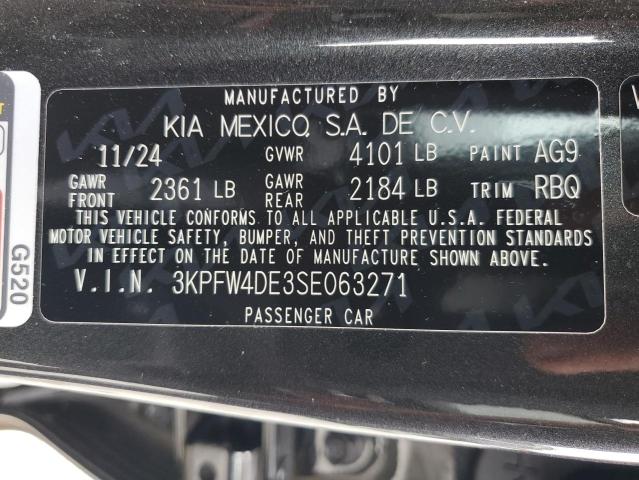 MANUFACTURED BY
KIA MEXICO, S.A. DE C.V.
11/24 GVWR 4101 LB PAINT AG9
GAWR FRONT 2361 LB GAWR REAR 2184 LB TRIM RBQ
THIS VEHICLE CONFORMS TO ALL APPLICABLE U.S.A. FEDERAL
MOTOR VEHICLE SAFETY, BUMPER, AND THEFT PREVENTION STANDARDS
IN EFFECT ON THE DATE OF MANUFACTURE SHOWN ABOVE.
V.I.N. 3KPFW4DE3SE063271
PASSENGER CAR
G520